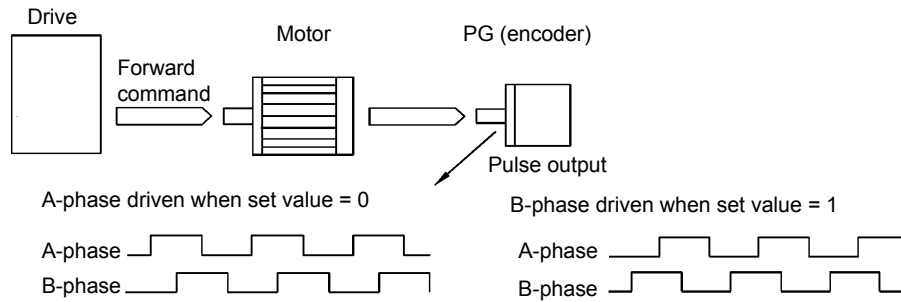 Drive
Motor
PG (encoder)
Forward
command
Pulse output
A-phase driven when set value = 0
B-phase driven when set value = 1
A-phase
B-phase
A-phase
B-phase